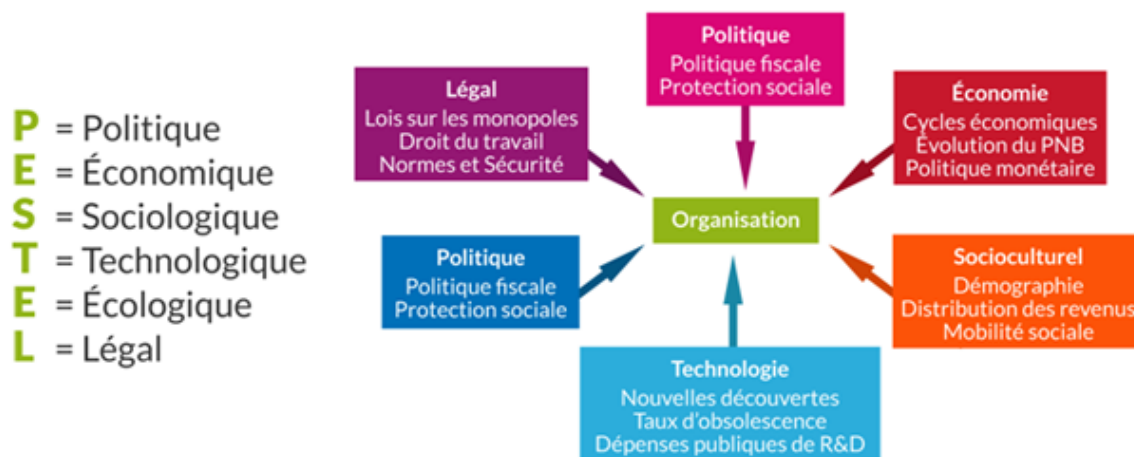 P = Politique
E = Économique
S = Sociologique
T = Technologique
E = Écologique
L = Légal
Politique
Politique fiscale
Protection sociale
Légal
Lois sur les monopoles
Droit du travail
Normes et Sécurité
Économie
Cycles économiques
Évolution du PNB
Politique monétaire
Organisation
Politique
Politique fiscale
Protection sociale
Socioculturel
Démographie
Distribution des revenus
Mobilité sociale
Technologie
Nouvelles découvertes
Taux d'obsolescence
Dépenses publiques de R&D